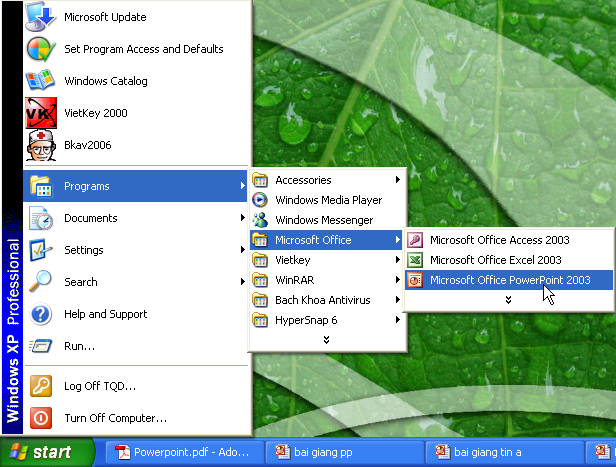 Microsoft Update
Set Program Access and Defaults
Windows Catalog
VK
VietKey 2000
Bkav2006
Programs
Documents
Settings
Search
Help and Support
Run...
Log Off TQD...
Turn Off Computer...
Windows XP Professional
Accessories
Windows Media Player
Windows Messenger
Microsoft Office
Vietkey
WinRAR
Bach Khoa Antivirus
HyperSnap 6
Microsoft Office Access 2003
Microsoft Office Excel 2003
Microsoft Office PowerPoint 2003
start
Powerpoint.pdf - Ado...
bai giang pp
bai giang tin a